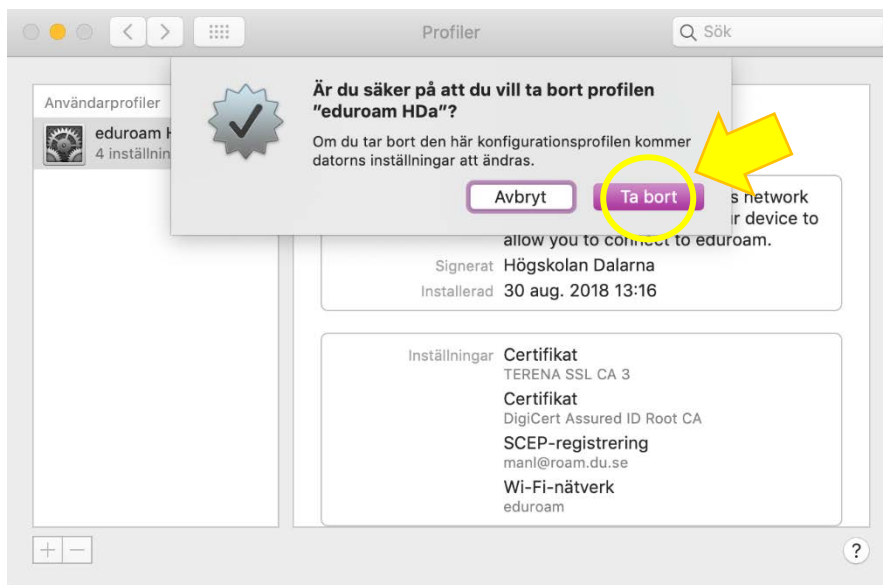 Profiler
Sök
Är du säker på att du vill ta bort profilen
"eduroam HDa"?
Om du tar bort den här konfigurationsprofilen kommer
datorns inställningar att ändras.
Avbryt
Ta bort
Användarprofiler
eduroam
4
network
device to
allow you to connect to eduroam.
Signerat Högskolan Dalarna
Installerad 30 aug. 2018 13:16
Inställningar Certifikat
TERENA SSL CA 3
Certifikat
DigiCert Assured ID Root CA
SCEP-registrering
manl@roam.du.se
Wi-Fi-nätverk
eduroam
+ −
?